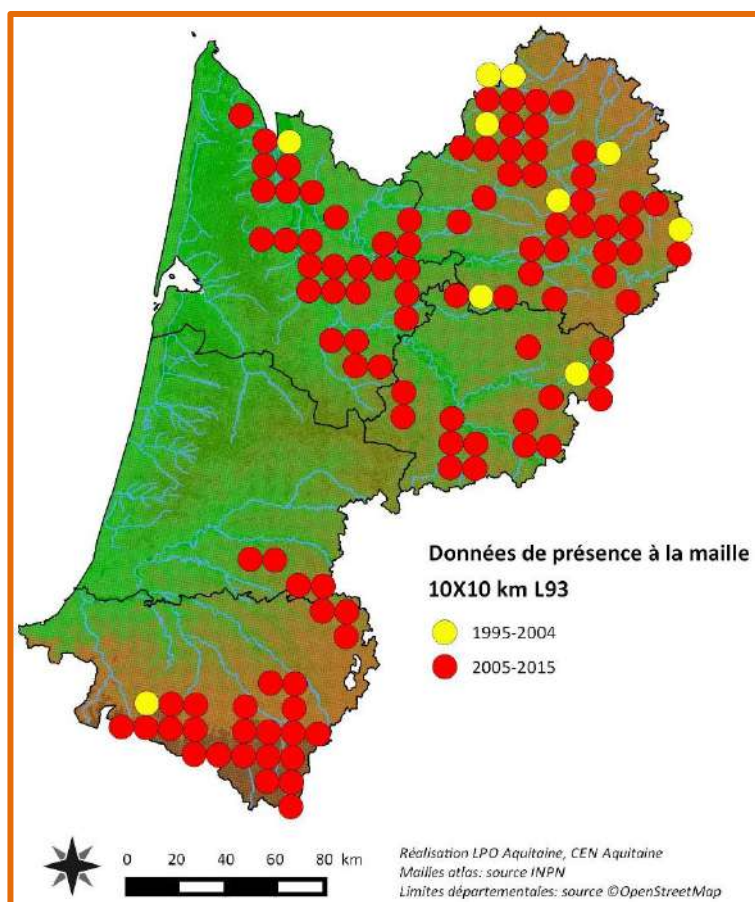 Données de présence à la maille
10X10 km L93
1995-2004
2005-2015
0 20 40 60 80 km
Réalisation LPO Aquitaine, CEN Aquitaine
Mailles atlas: source INPN
Limites départementales: source ©OpenStreetMap